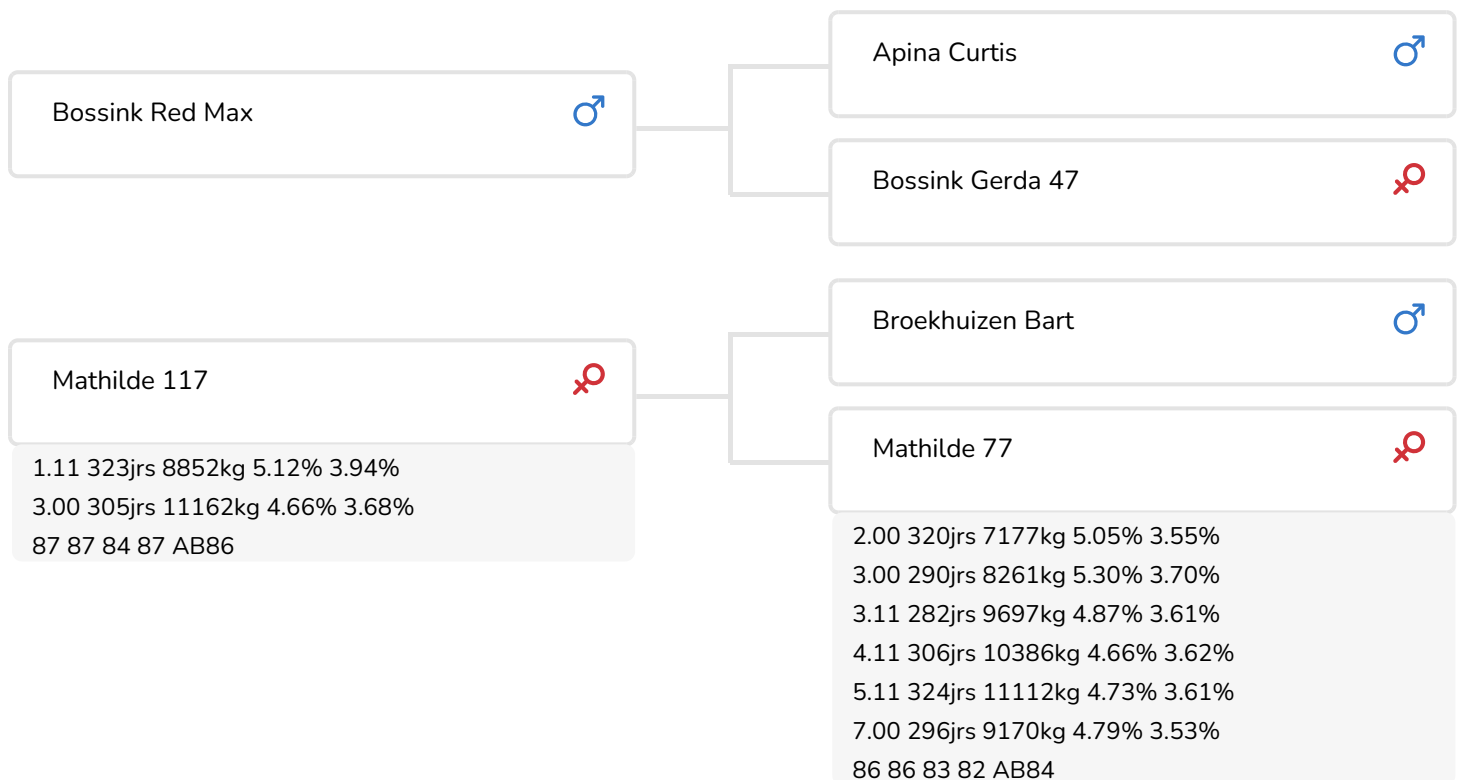 Bossink Red Max
Apina Curtis
Bossink Gerda 47
Mathilde 117
1.11 323jrs 8852kg 5.12% 3.94%
3.00 305jrs 11162kg 4.66% 3.68%
87 87 84 87 AB86
Broekhuizen Bart
Mathilde 77
2.00 320jrs 7177kg 5.05% 3.55%
3.00 290jrs 8261kg 5.30% 3.70%
3.11 282jrs 9697kg 4.87% 3.61%
4.11 306jrs 10386kg 4.66% 3.62%
5.11 324jrs 11112kg 4.73% 3.61%
7.00 296jrs 9170kg 4.79% 3.53%
86 86 83 82 AB84